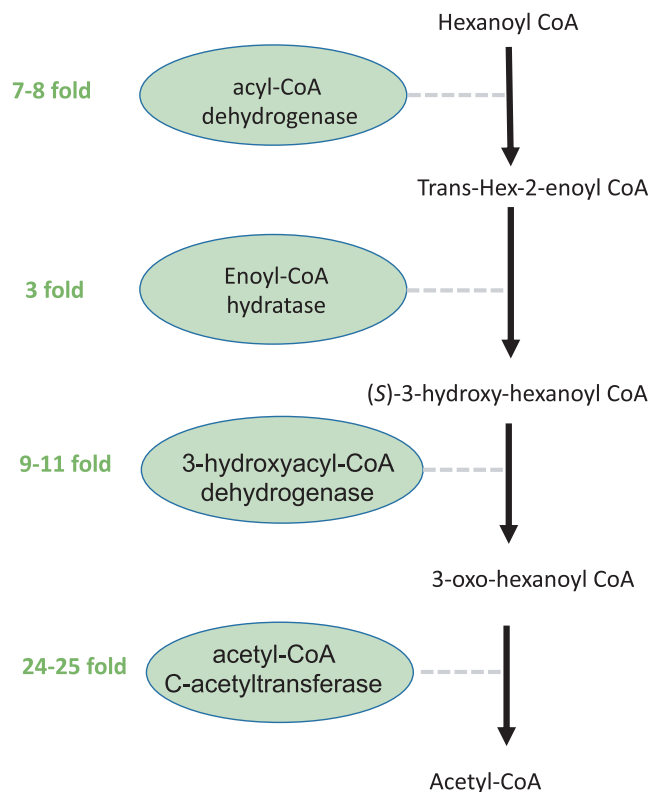 Hexanoyl CoA
7-8 fold
acyl-CoA
dehydrogenase
Trans-Hex-2-enoyl CoA
3 fold
Enoyl-CoA
hydratase
(S)-3-hydroxy-hexanoyl CoA
9-11 fold
3-hydroxyacyl-CoA
dehydrogenase
3-oxo-hexanoyl CoA
24-25 fold
acetyl-CoA
C-acetyltransferase
Acetyl-CoA